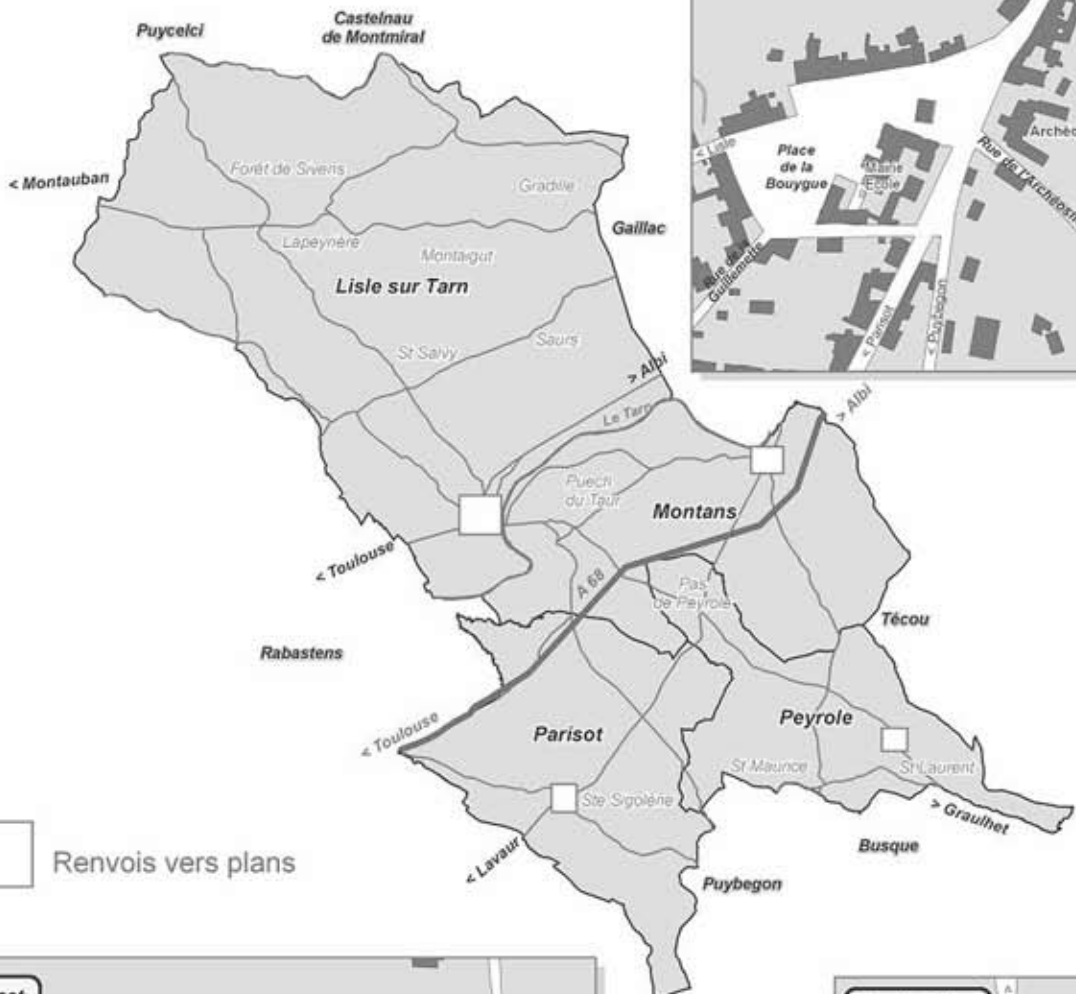 Puycelci
Castelnau
de Montmiral
< Montauban
Forêt de Sivens
Gradille
Gaillac
Lapeyrière
Montaigut
Lisle sur Tarn
St Salvy
Saurs
> Albi
Le Tarn
> Albi
Puech
du Taur
Montans
< Toulouse
A 68
Pas
de Peyrole
Técou
Rabastens
< Toulouse
Parisot
Peyrole
St Maurice
St Laurent
Ste Sigolène
> Graulhet
< Lavaur
Busque
Puybegon
Renvois vers plans
< Lisle
Place
de la
Bouygue
Mairie
Ecole
Rue de l'Archéosite
Rue de la
Guillemette
< Parisot
< Puybegon